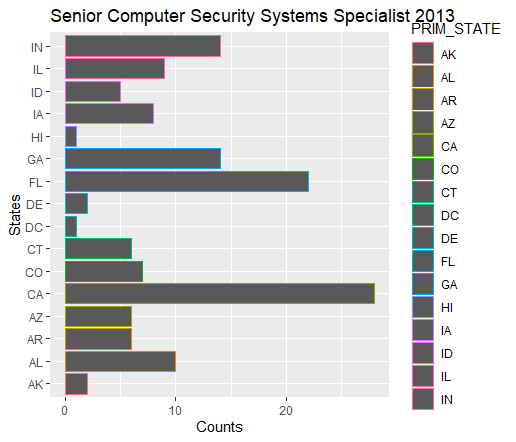 Senior Computer Security Systems Specialist 2013
PRIM_STATE
IN
IL
ID
IA
HI
GA
FL
DE
DC
CT
CO
CA
AZ
AR
AL
AK
States
0 10 20
Counts
AK
AL
AR
AZ
CA
CO
CT
DC
DE
FL
GA
HI
IA
ID
IL
IN